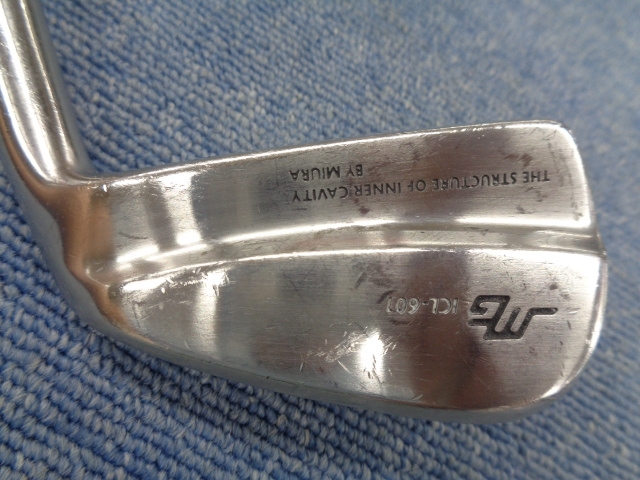 THE STRUCTURE OF INNER CAVITY
BY MIURA
ICL-601